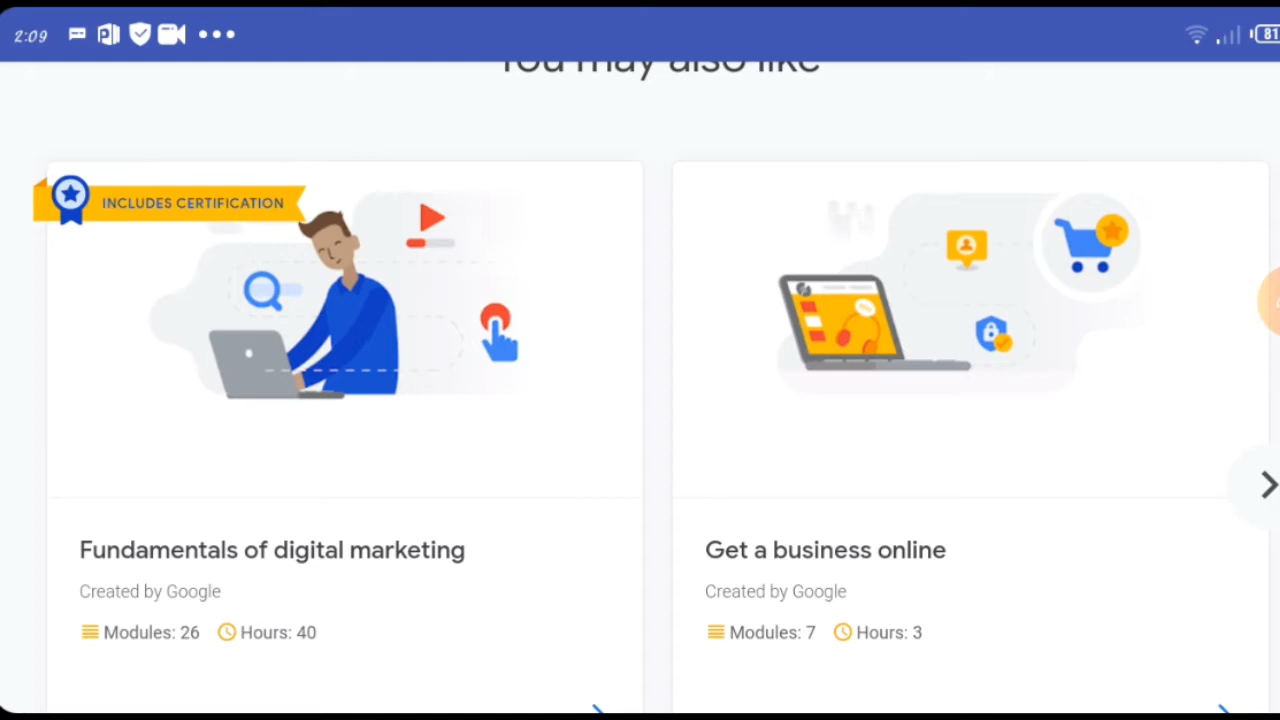 2:09
81
You may also like
INCLUDES CERTIFICATION
Fundamentals of digital marketing
Created by Google
Modules: 26 Hours: 40
Get a business online
Created by Google
Modules: 7 Hours: 3